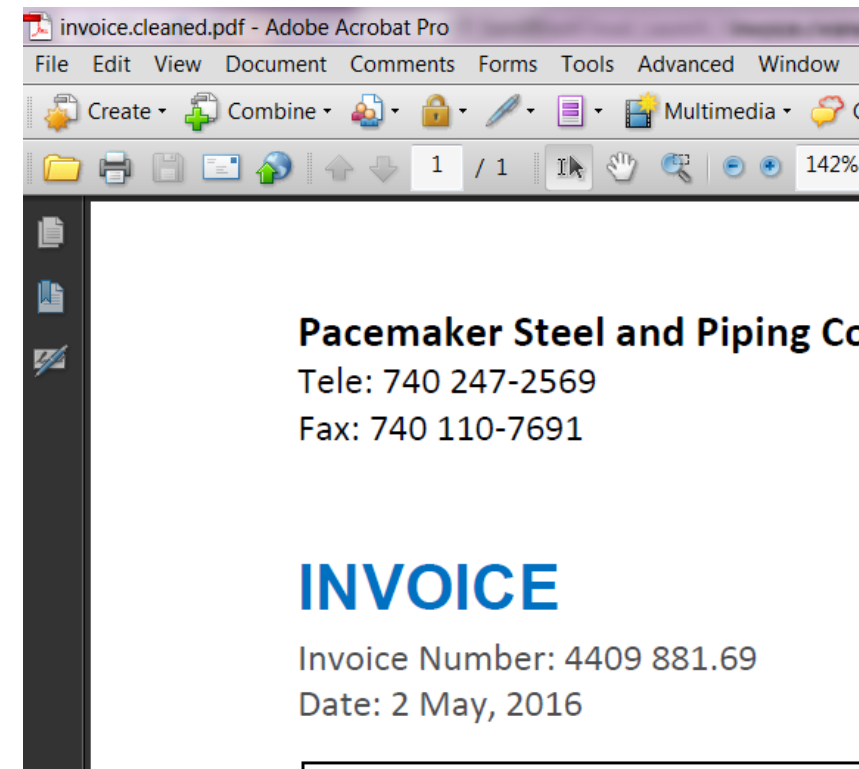 invoice.cleaned.pdf - Adobe Acrobat Pro
File Edit View Document Comments Forms Tools Advanced Window
Create Combine Multimedia
1 / 1 142%
Pacemaker Steel and Piping Co
Tele: 740 247-2569
Fax: 740 110-7691
INVOICE
Invoice Number: 4409 881.69
Date: 2 May, 2016